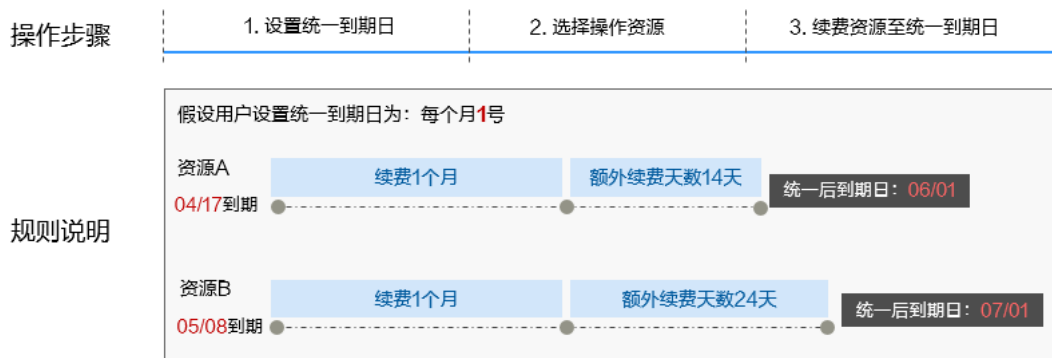 操作步骤
1. 设置统一到期日
2. 选择操作资源
3. 续费资源至统一到期日
规则说明
假设用户设置统一到期日为：每个月1号
资源A
04/17到期
续费1个月
额外续费天数14天
统一后到期日：06/01
资源B
05/08到期
续费1个月
额外续费天数24天
统一后到期日：07/01